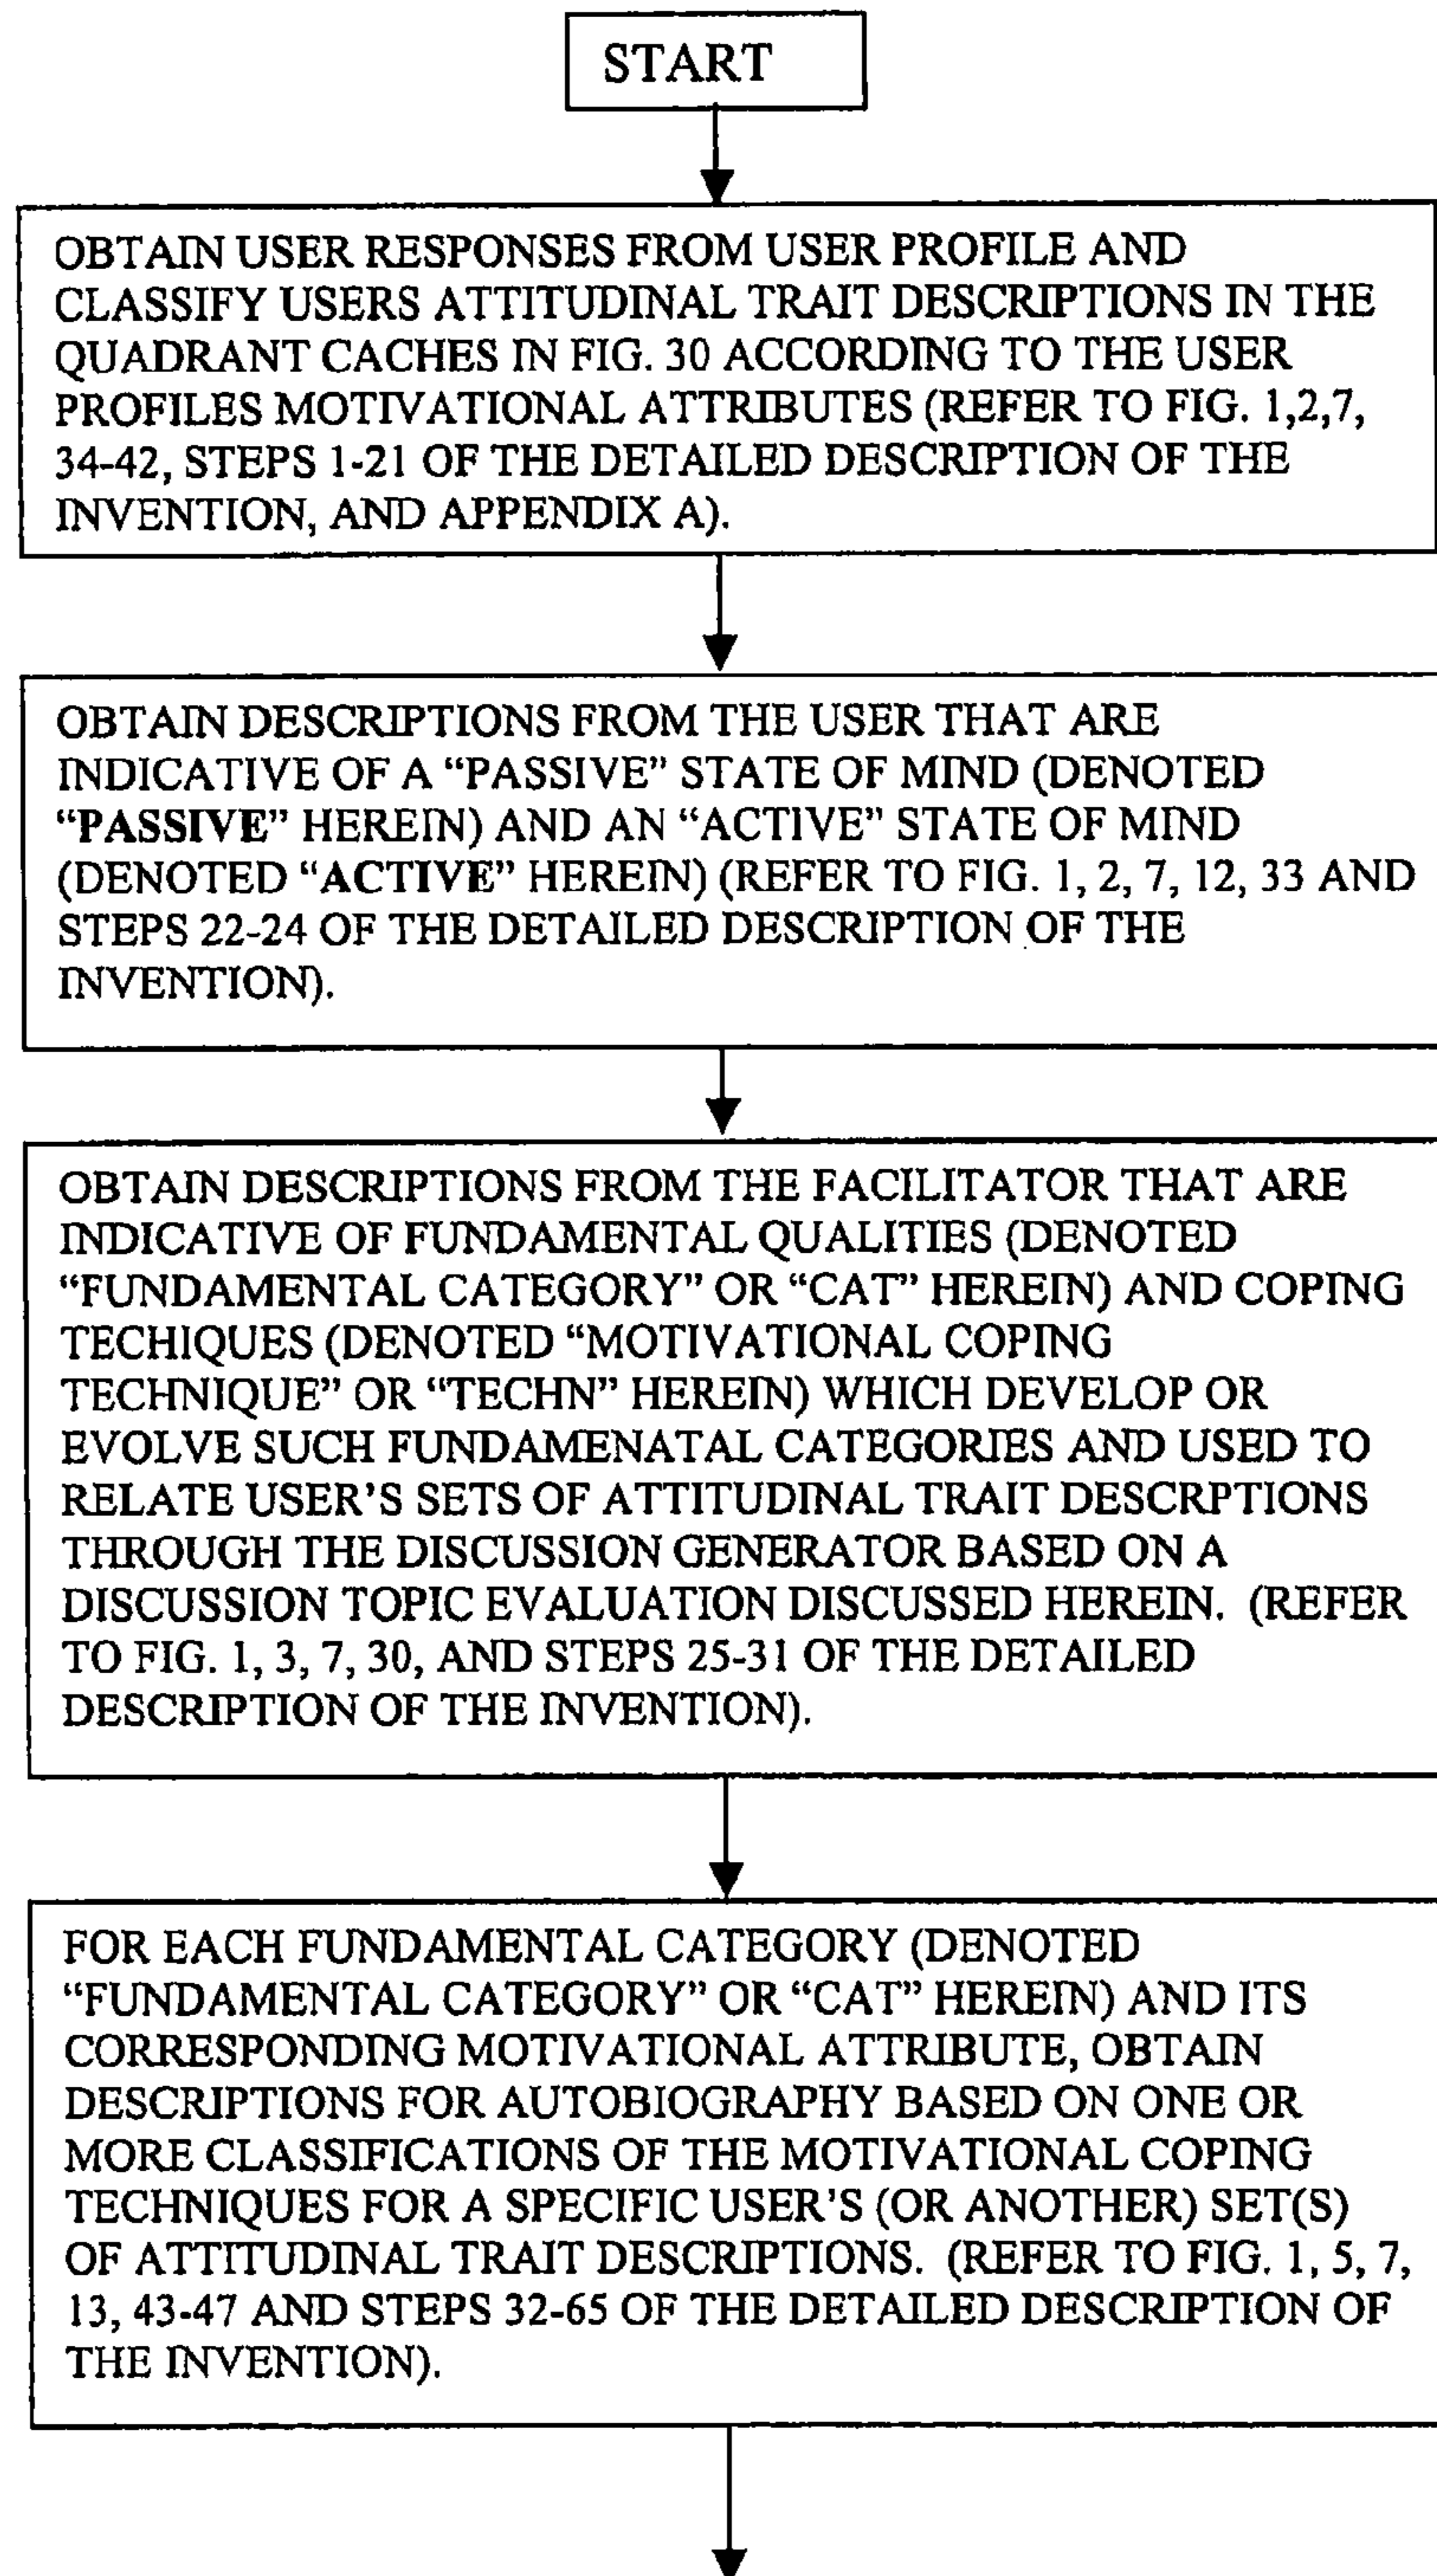 START
OBTAIN USER RESPONSES FROM USER PROFILE AND
CLASSIFY USERS ATTITUDINAL TRAIT DESCRIPTIONS IN THE
QUADRANT CACHES IN FIG. 30 ACCORDING TO THE USER
PROFILES MOTIVATIONAL ATTRIBUTES (REFER TO FIG. 1,2,7,
34-42, STEPS 1-21 OF THE DETAILED DESCRIPTION OF THE
INVENTION, AND APPENDIX A).
OBTAIN DESCRIPTIONS FROM THE USER THAT ARE
INDICATIVE OF A “PASSIVE” STATE OF MIND (DENOTED
“PASSIVE” HEREIN) AND AN “ACTIVE” STATE OF MIND
(DENOTED “ACTIVE” HEREIN) (REFER TO FIG. 1, 2, 7, 12, 33 AND
STEPS 22-24 OF THE DETAILED DESCRIPTION OF THE
INVENTION).
OBTAIN DESCRIPTIONS FROM THE FACILITATOR THAT ARE
INDICATIVE OF FUNDAMENTAL QUALITIES (DENOTED
“FUNDAMENTAL CATEGORY” OR “CAT” HEREIN) AND COPING
TECHIQUES (DENOTED “MOTIVATIONAL COPING
TECHNIQUE” OR “TECHN” HEREIN) WHICH DEVELOP OR
EVOLVE SUCH FUNDAMENATAL CATEGORIES AND USED TO
RELATE USER’S SETS OF ATTITUDINAL TRAIT DESCRPTIONS
THROUGH THE DISCUSSION GENERATOR BASED ON A
DISCUSSION TOPIC EVALUATION DISCUSSED HEREIN. (REFER
TO FIG. 1, 3, 7, 30, AND STEPS 25-31 OF THE DETAILED
DESCRIPTION OF THE INVENTION).
FOR EACH FUNDAMENTAL CATEGORY (DENOTED
“FUNDAMENTAL CATEGORY” OR “CAT” HEREIN) AND ITS
CORRESPONDING MOTIVATIONAL ATTRIBUTE, OBTAIN
DESCRIPTIONS FOR AUTOBIOGRAPHY BASED ON ONE OR
MORE CLASSIFICATIONS OF THE MOTIVATIONAL COPING
TECHNIQUES FOR A SPECIFIC USER’S (OR ANOTHER) SET(S)
OF ATTITUDINAL TRAIT DESCRIPTIONS. (REFER TO FIG. 1, 5, 7,
13, 43-47 AND STEPS 32-65 OF THE DETAILED DESCRIPTION OF
THE INVENTION).